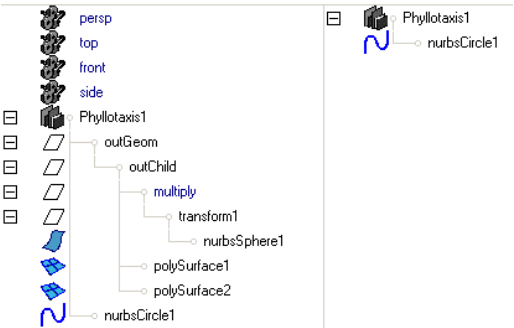 persp
top
front
side
Phyllotaxis1
outGeom
outChild
multiply
transform1
nurbsSphere1
polySurface1
polySurface2
nurbsCircle1
Phyllotaxis1
nurbsCircle1